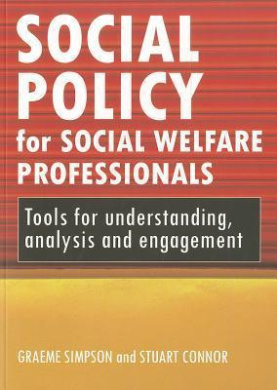 SOCIAL
POLICY
for SOCIAL WELFARE
PROFESSIONALS
Tools for understanding,
analysis and engagement
GRAEME SIMPSON and STUART CONNOR